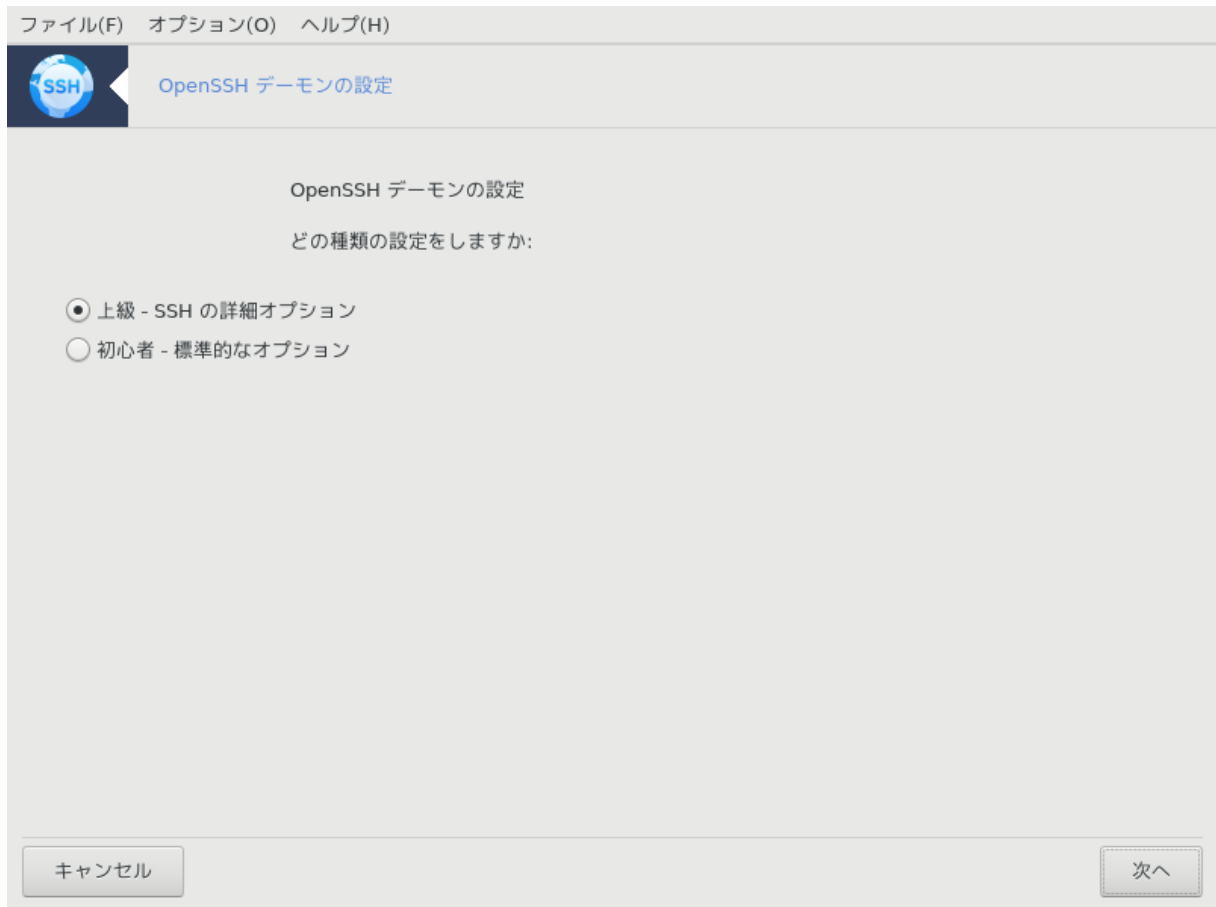 ファイル(F) オプション(O) ヘルプ(H)
SSH
OpenSSH デーモンの設定
OpenSSH デーモンの設定
どの種類の設定をしますか:
上級 - SSH の詳細オプション
初心者 - 標準的なオプション
キャンセル
次へ